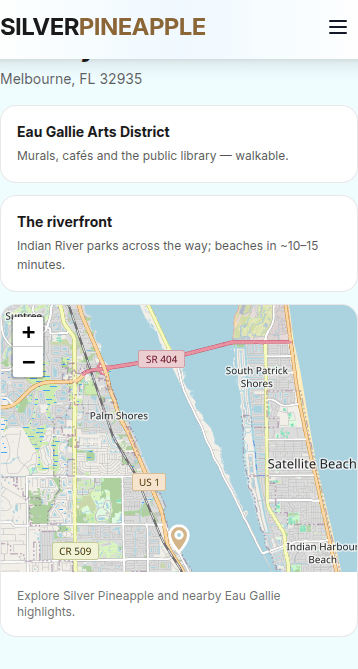 SILVERPINEAPPLE
Melbourne, FL 32935
Eau Gallie Arts District
Murals, cafés and the public library — walkable.
The riverfront
Indian River parks across the way; beaches in ~10–15
minutes.
Suntree
+
−
SR 404
South Patrick
Shores
Palm Shores
Satellite Beach
US 1
CR 509
Indian Harbour
Beach
Explore Silver Pineapple and nearby Eau Gallie
highlights.